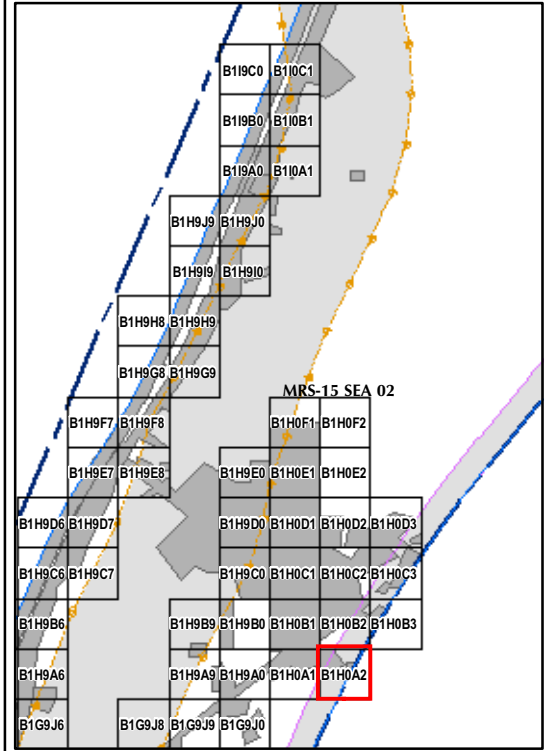 B1I9C0 B1I0C1
B1I9B0 B1I0B1
B1I9A0 B1I0A1
B1H9J9 B1H9J0
B1H9I9 B1H9I0
B1H9H8 B1H9H9
B1H9G8 B1H9G9
MRS-15 SEA 02
B1H9F7 B1H9F8 B1H0F1 B1H0F2
B1H9E7 B1H9E8 B1H9E0 B1H0E1 B1H0E2
B1H9D6 B1H9D7 B1H9D0 B1H0D1 B1H0D2 B1H0D3
B1H9C6 B1H9C7 B1H9C0 B1H0C1 B1H0C2 B1H0C3
B1H9B6 B1H9B9 B1H9B0 B1H0B1 B1H0B2 B1H0B3
B1H9A6 B1H9A9 B1H9A0 B1H0A1 B1H0A2
B1G9J6 B1G9J8 B1G9J9 B1G9J0